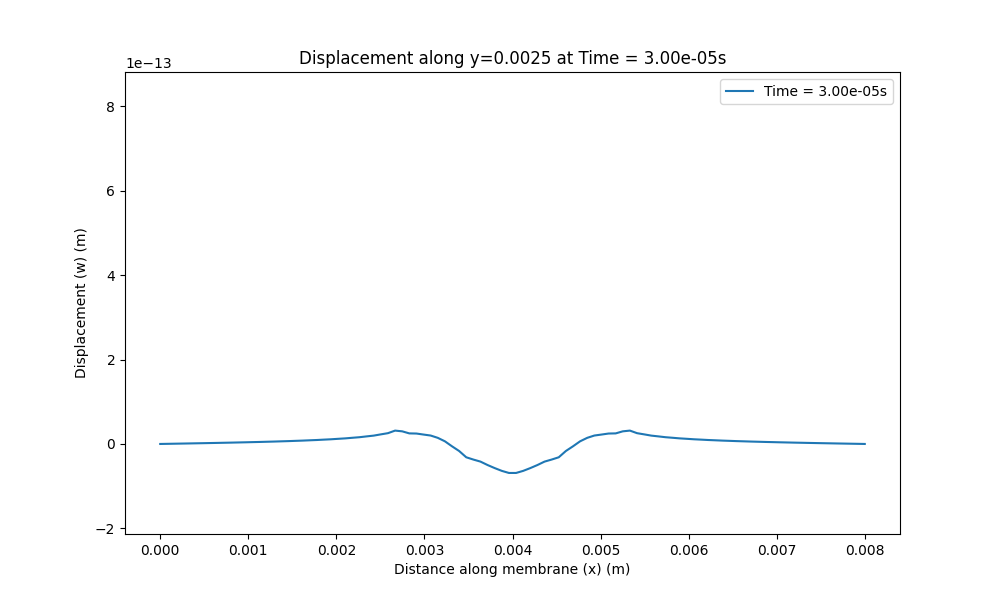 Displacement along y=0.0025 at Time = 3.00e-05s
1e−13
Time = 3.00e-05s
8
6
4
2
0
−2
Displacement (w) (m)
0.000 0.001 0.002 0.003 0.004 0.005 0.006 0.007 0.008
Distance along membrane (x) (m)